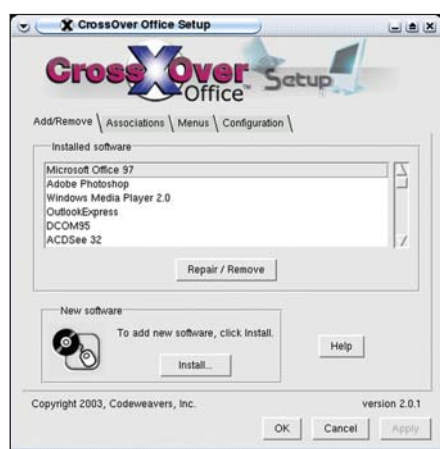 CrossOver Office Setup
CrossOver
Office™
Setup
Add/Remove Associations Menus Configuration
Installed software
Microsoft Office 97
Adobe Photoshop
Windows Media Player 2.0
OutlookExpress
DCOM95
ACDSee 32
Repair / Remove
New software
To add new software, click Install.
Install...
Help
Copyright 2003, Codeweavers, Inc. version 2.0.1
OK Cancel Apply